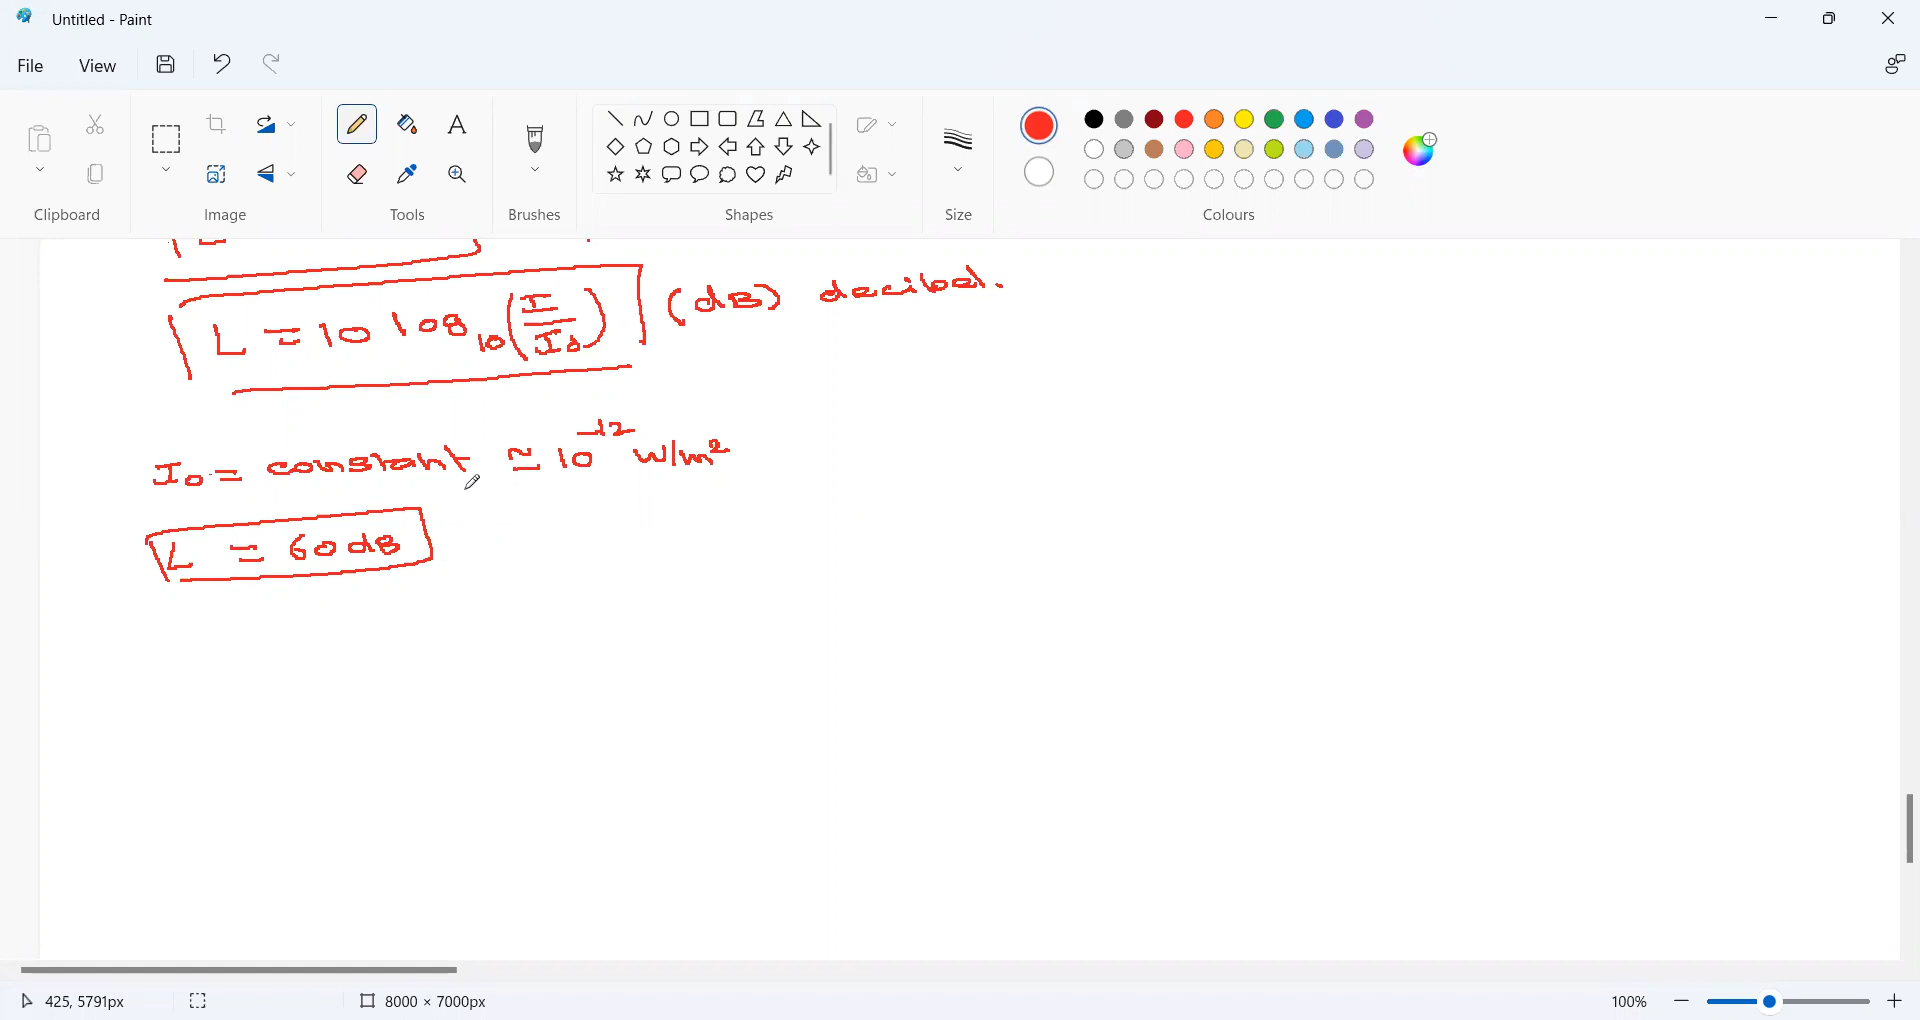 Untitled - Paint
File View
Clipboard Image Tools Brushes Shapes Size Colours
L = 10 log10(I/I0) (dB) decibel.
I0 = constant ≃ 10^-12 W/m²
L = 60 dB
425, 5791px 8000 × 7000px 100%